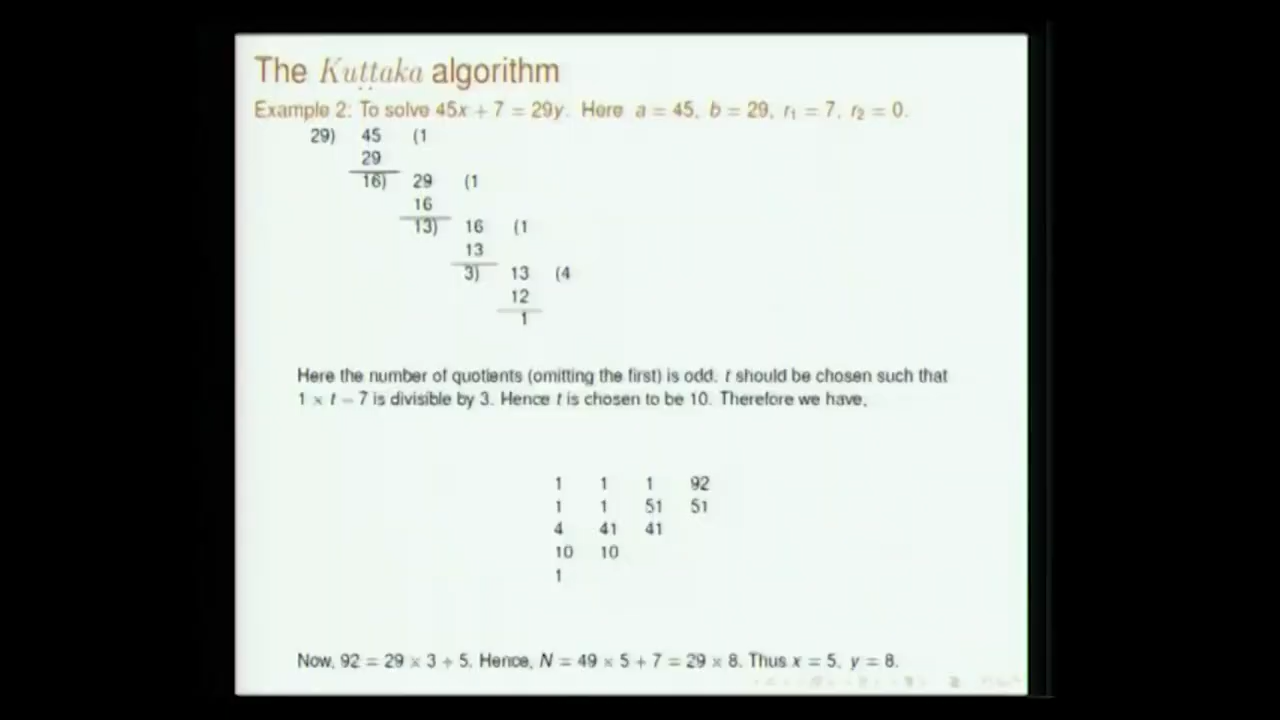 The Kuṭṭaka algorithm
Example 2: To solve 45x + 7 = 29y. Here a = 45, b = 29, r₁ = 7, r₂ = 0.
29) 45 (1
29
16) 29 (1
16
13) 16 (1
13
3) 13 (4
12
1
Here the number of quotients (omitting the first) is odd. t should be chosen such that
1 × t − 7 is divisible by 3. Hence t is chosen to be 10. Therefore we have,
1 1 1 92
1 1 51 51
4 41 41
10 10
1
Now, 92 = 29 × 3 + 5. Hence, N = 49 × 5 + 7 = 29 × 8. Thus x = 5, y = 8.